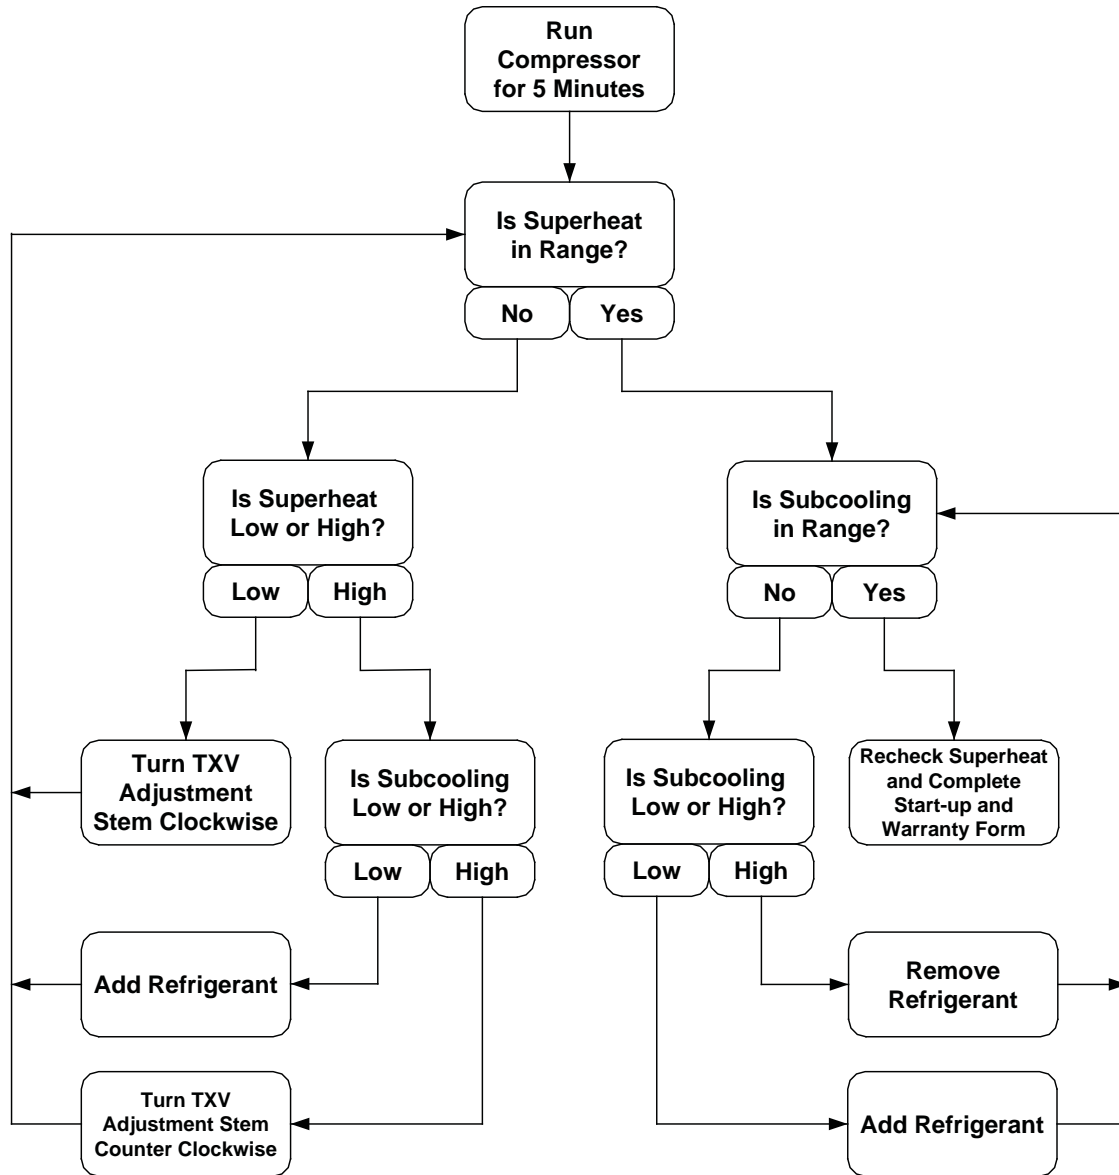 Run
Compressor
for 5 Minutes
Is Superheat
in Range?
No
Yes
Is Superheat
Low or High?
Low
High
Is Subcooling
in Range?
No
Yes
Turn TXV
Adjustment
Stem Clockwise
Is Subcooling
Low or High?
Low
High
Is Subcooling
Low or High?
Low
High
Recheck Superheat
and Complete
Start-up and
Warranty Form
Add Refrigerant
Remove
Refrigerant
Turn TXV
Adjustment Stem
Counter Clockwise
Add Refrigerant